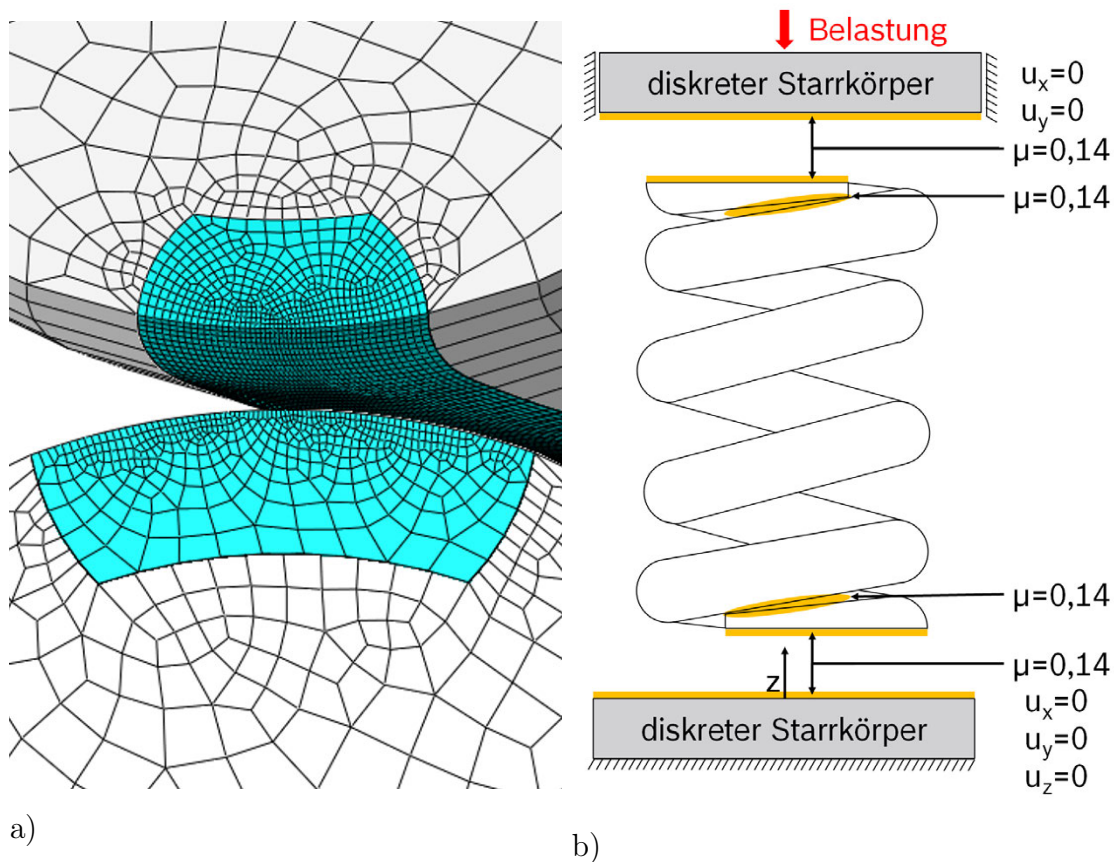 Belastung
diskreter Starrkörper
u_x=0
u_y=0
μ=0,14
μ=0,14
μ=0,14
μ=0,14
z
diskreter Starrkörper
u_x=0
u_y=0
u_z=0
a)
b)